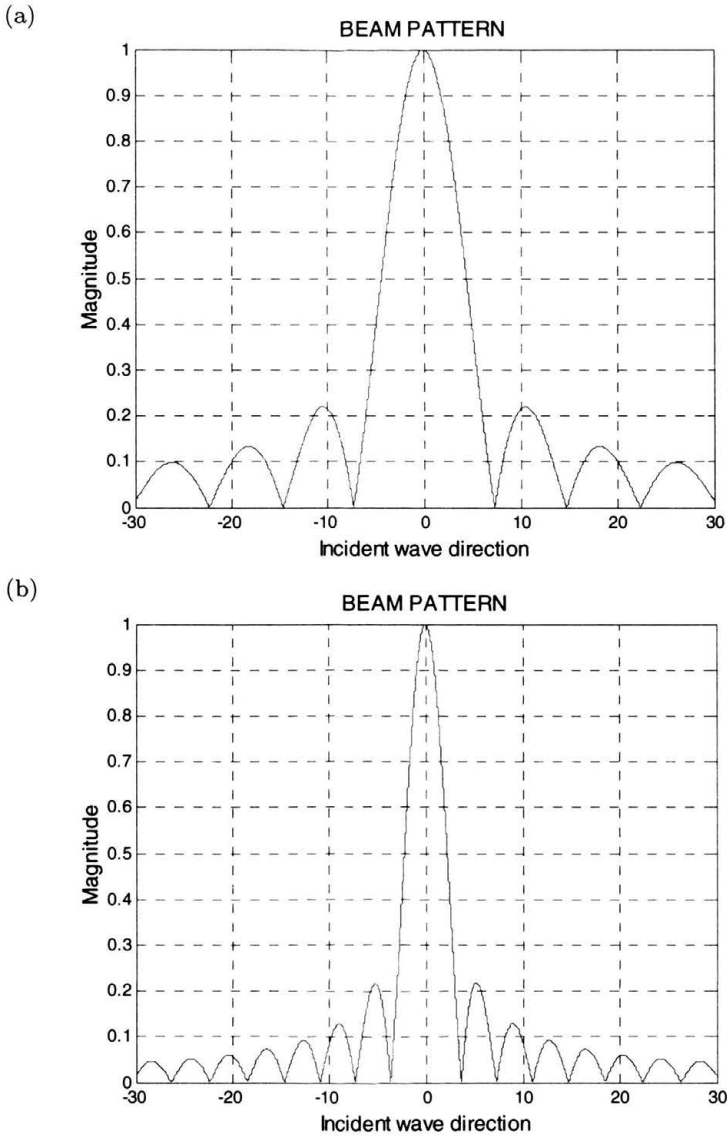 (a)
BEAM PATTERN
1
0.9
0.8
0.7
0.6
0.5
0.4
0.3
0.2
0.1
0
Magnitude
-30 -20 -10 0 10 20 30
Incident wave direction
(b)
BEAM PATTERN
1
0.9
0.8
0.7
0.6
0.5
0.4
0.3
0.2
0.1
0
Magnitude
-30 -20 -10 0 10 20 30
Incident wave direction